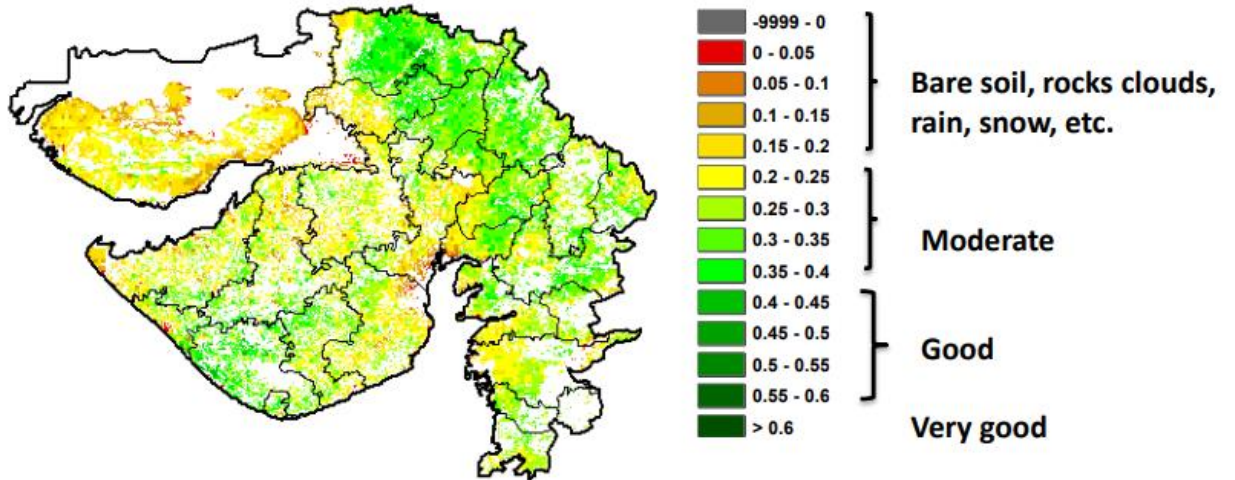 -9999 - 0
0 - 0.05
0.05 - 0.1
0.1 - 0.15
0.15 - 0.2
Bare soil, rocks clouds,
rain, snow, etc.
0.2 - 0.25
0.25 - 0.3
0.3 - 0.35
0.35 - 0.4
Moderate
0.4 - 0.45
0.45 - 0.5
0.5 - 0.55
0.55 - 0.6
Good
> 0.6
Very good